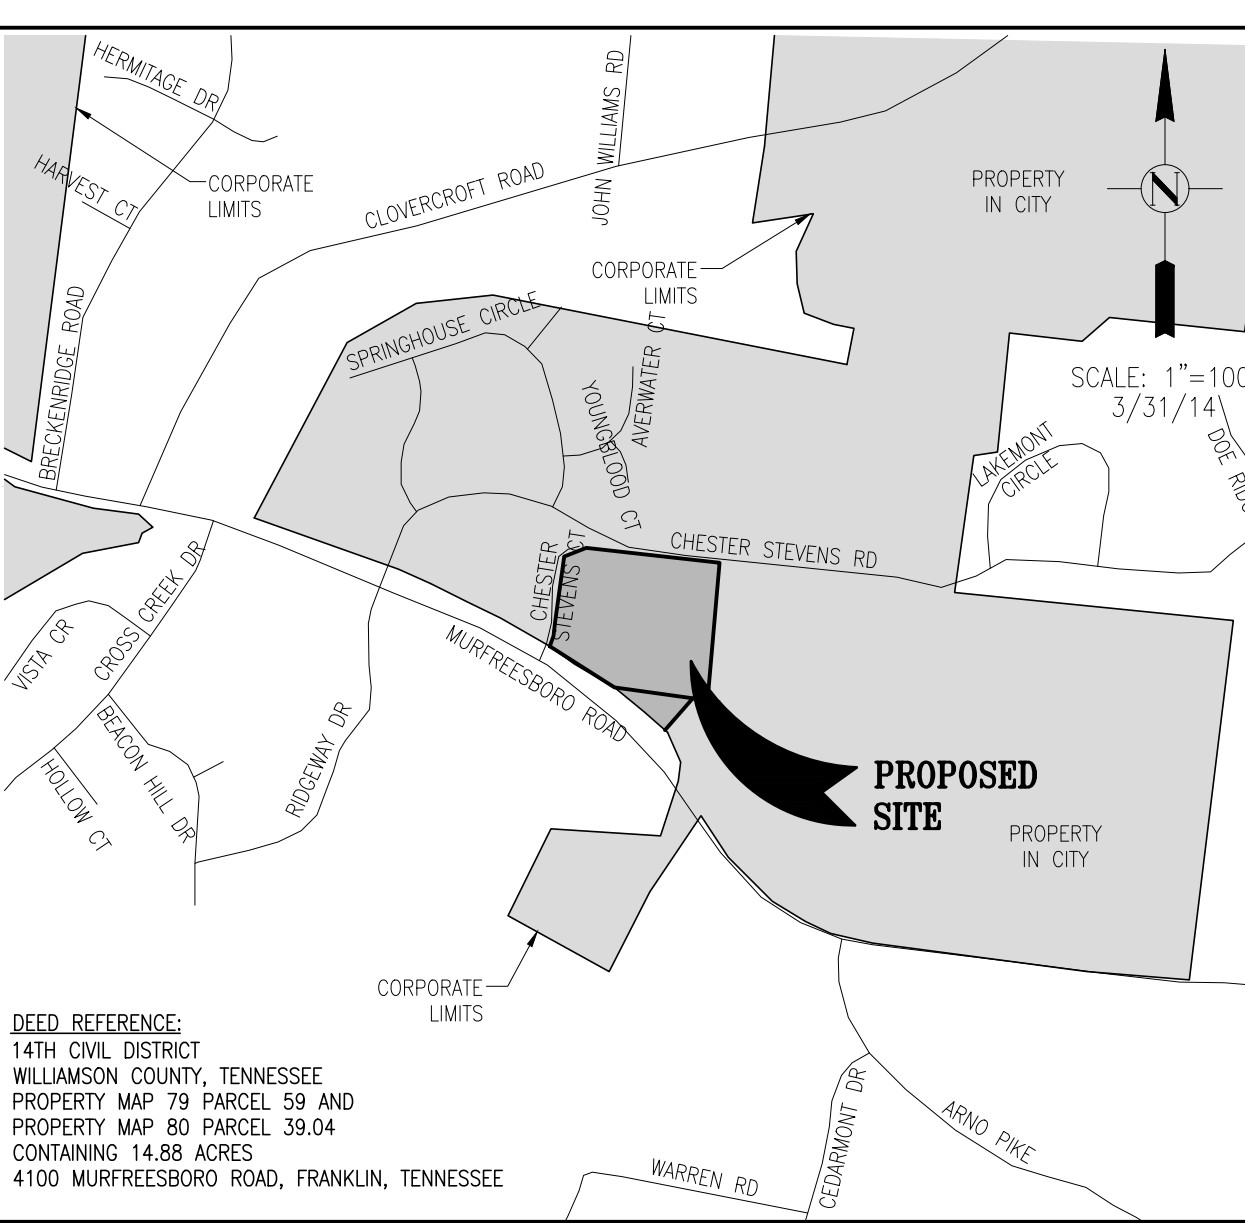 HERMITAGE DR
HARVEST CT
CORPORATE
LIMITS
CLOVERCROFT ROAD
JOHN WILLIAMS RD
PROPERTY
IN CITY
N
CORPORATE
LIMITS
BRECKENRIDGE ROAD
SPRINGHOUSE CIRCLE
AVERWATER CT
YOUNGBLOOD CT
SCALE: 1"=100
3/31/14
LAKEMONT
CIRCLE
DOE
CHESTER STEVENS RD
CHESTER
STEVENS CT
CROSS CREEK DR
VISTA CR
MURFREESBORO ROAD
BEACON HILL DR
HOLLOW CT
RIDGEWAY DR
PROPOSED
SITE
PROPERTY
IN CITY
CORPORATE
LIMITS
DEED REFERENCE:
14TH CIVIL DISTRICT
WILLIAMSON COUNTY, TENNESSEE
PROPERTY MAP 79 PARCEL 59 AND
PROPERTY MAP 80 PARCEL 39.04
CONTAINING 14.88 ACRES
4100 MURFREESBORO ROAD, FRANKLIN, TENNESSEE
CEDARMONT DR
ARNO PIKE
WARREN RD